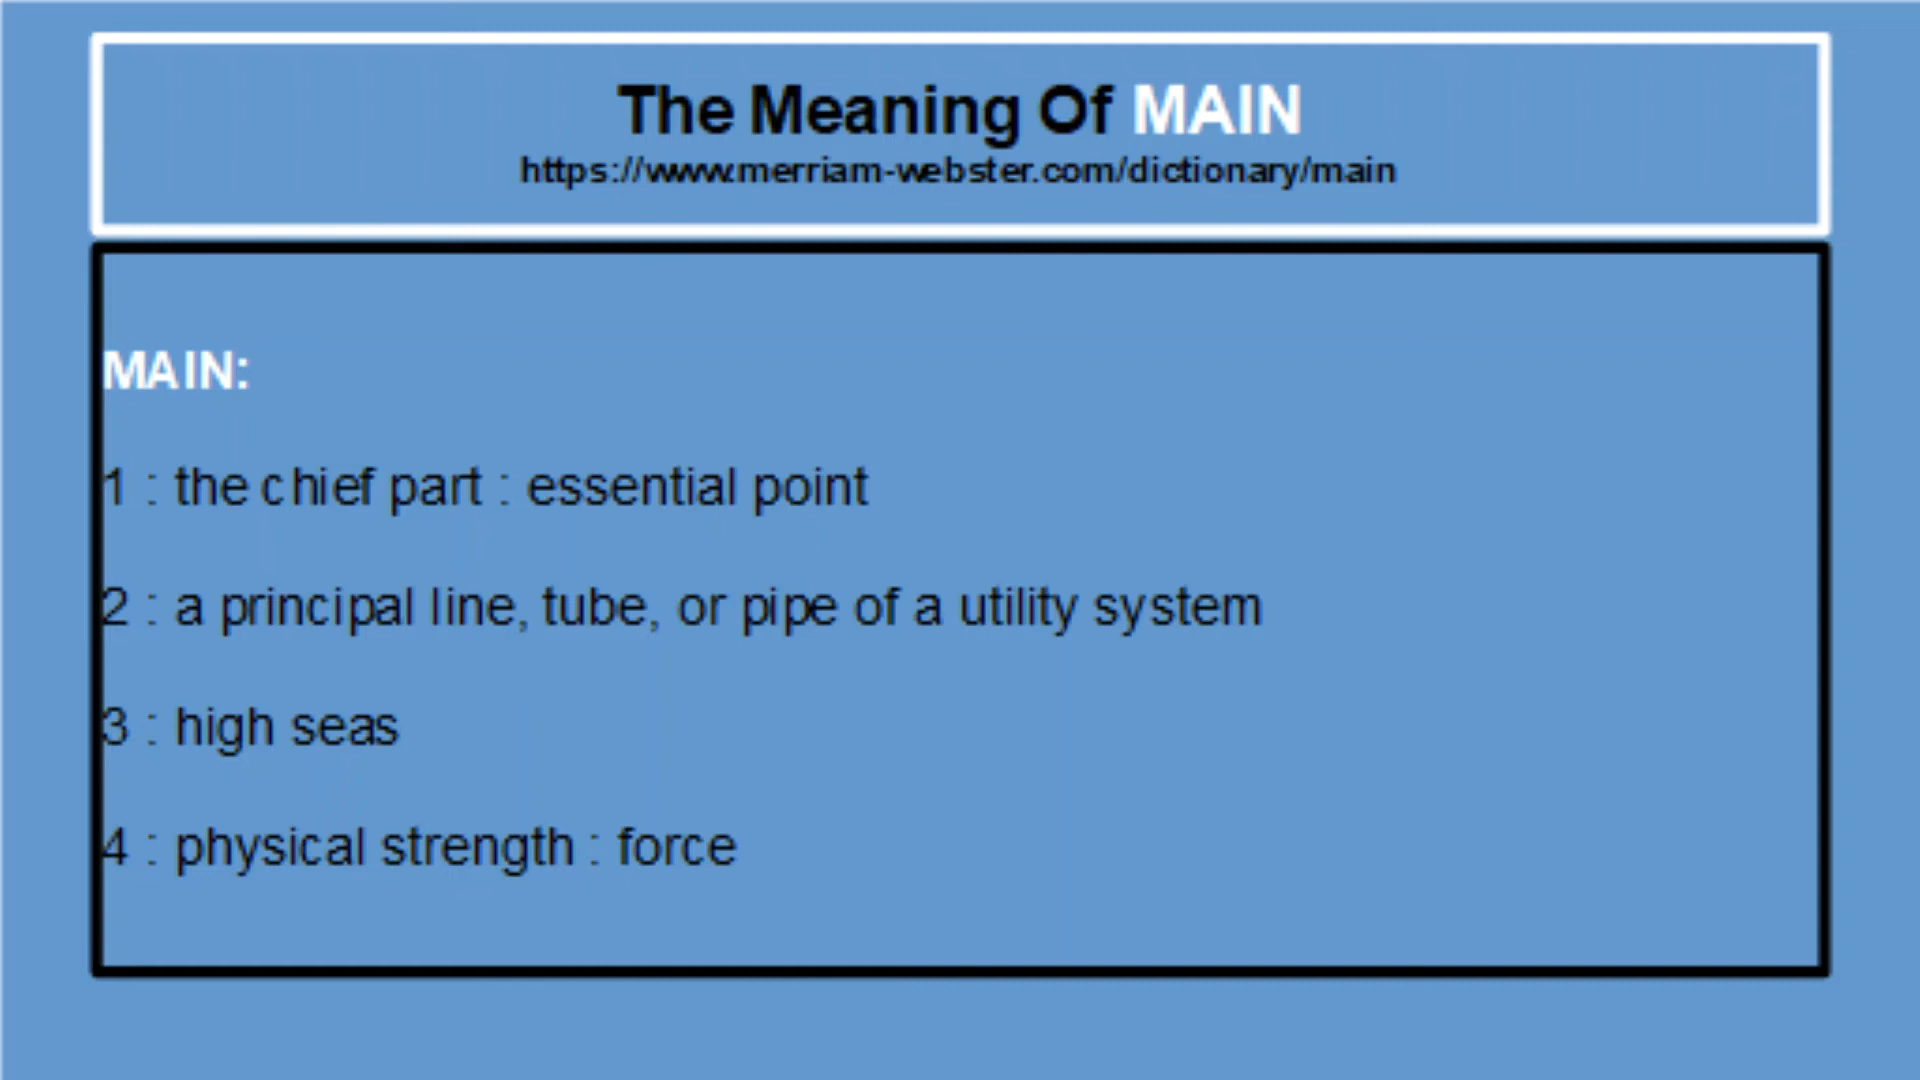 The Meaning Of MAIN
https://www.merriam-webster.com/dictionary/main
MAIN:
1 : the chief part : essential point
2 : a principal line, tube, or pipe of a utility system
3 : high seas
4 : physical strength : force